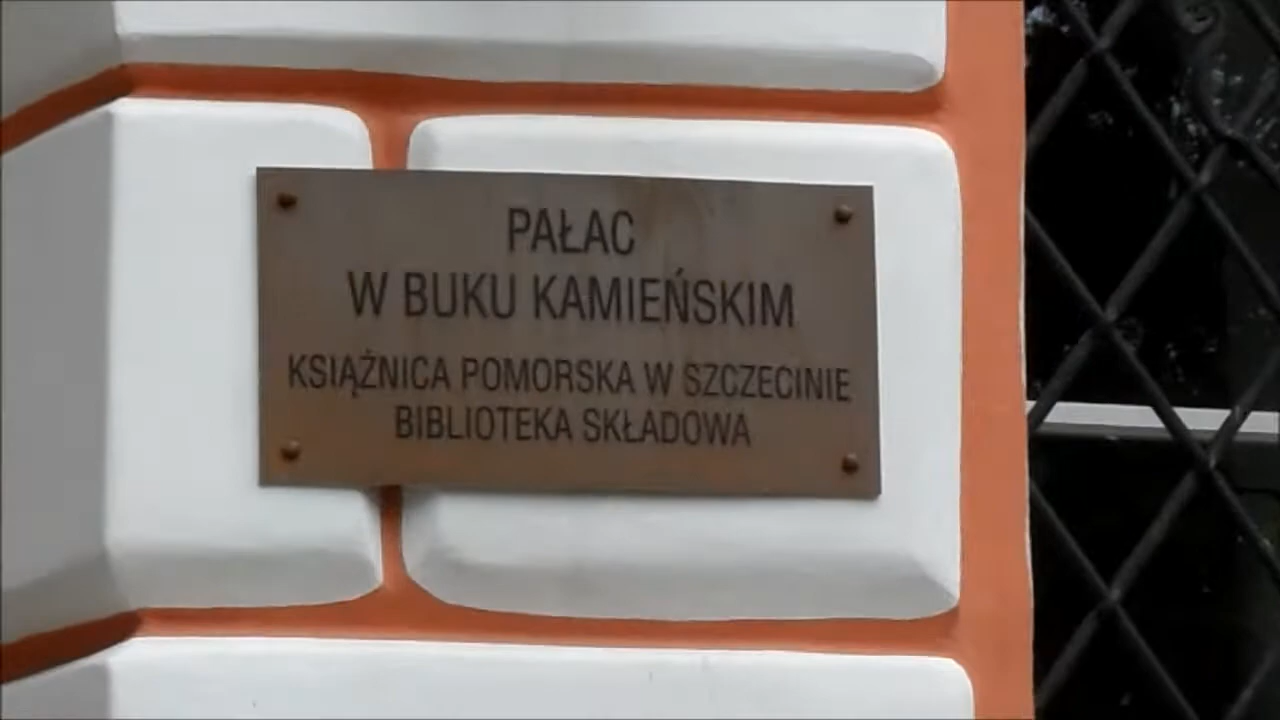 PAŁAC
W BUKU KAMIEŃSKIM
KSIĄŻNICA POMORSKA W SZCZECINIE
BIBLIOTEKA SKŁADOWA